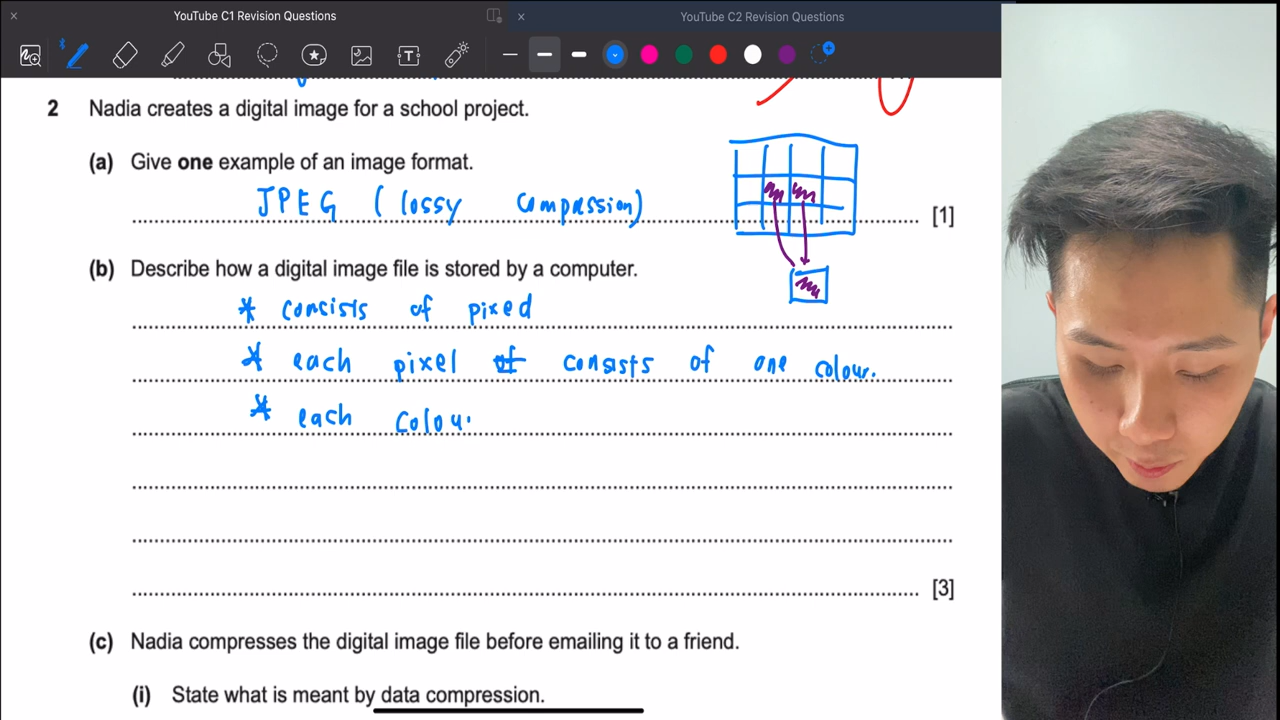 YouTube C1 Revision Questions
YouTube C2 Revision Questions
2 Nadia creates a digital image for a school project.
(a) Give one example of an image format.
JPEG (lossy compassion)
[1]
(b) Describe how a digital image file is stored by a computer.
* concists of pixed
* each pixel of consists of one colour.
* each colou
[3]
(c) Nadia compresses the digital image file before emailing it to a friend.
(i) State what is meant by data compression.